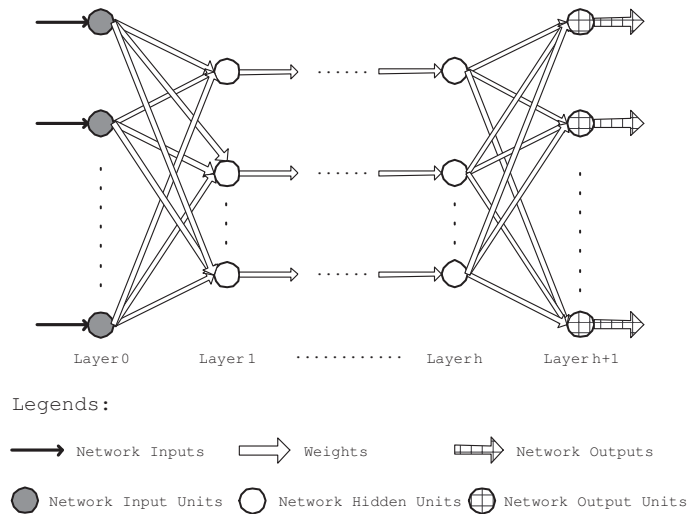 Layer 0 Layer 1 Layer h Layer h+1
Legends:
Network Inputs Weights Network Outputs
Network Input Units Network Hidden Units Network Output Units